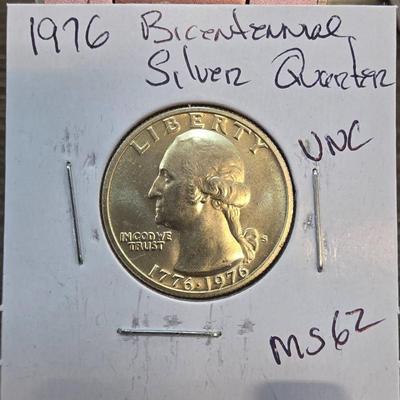 1976 Bicentennial
Silver Quarter
UNC
LIBERTY
IN GOD WE
TRUST
S
1776·1976
MS62